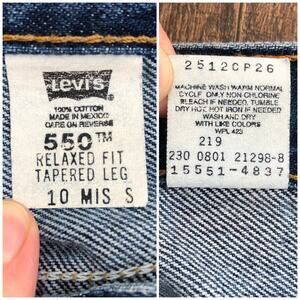 Levi's
100% COTTON
MADE IN MEXICO
CARE ON REVERSE
550™
RELAXED FIT
TAPERED LEG
10 MIS S
2512CP26
MACHINE WASH WARM NORMAL
CYCLE ONLY NON CHLORINE
BLEACH IF NEEDED, TUMBLE
DRY HOT IRON IF NEEDED
WASH AND DRY
WITH LIKE COLORS
WPL 423
219
230 0801 21298-8
15551-4837